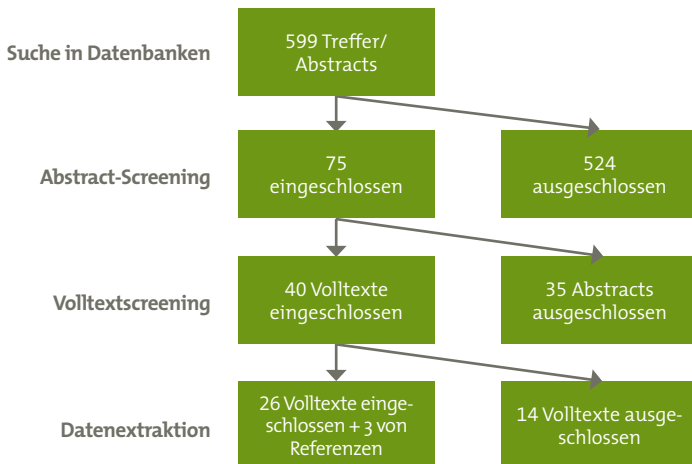 Suche in Datenbanken
599 Treffer/
Abstracts
Abstract-Screening
75
eingeschlossen
524
ausgeschlossen
Volltextscreening
40 Volltexte
eingeschlossen
35 Abstracts
ausgeschlossen
Datenextraktion
26 Volltexte einge-
schlossen + 3 von
Referenzen
14 Volltexte ausge-
schlossen